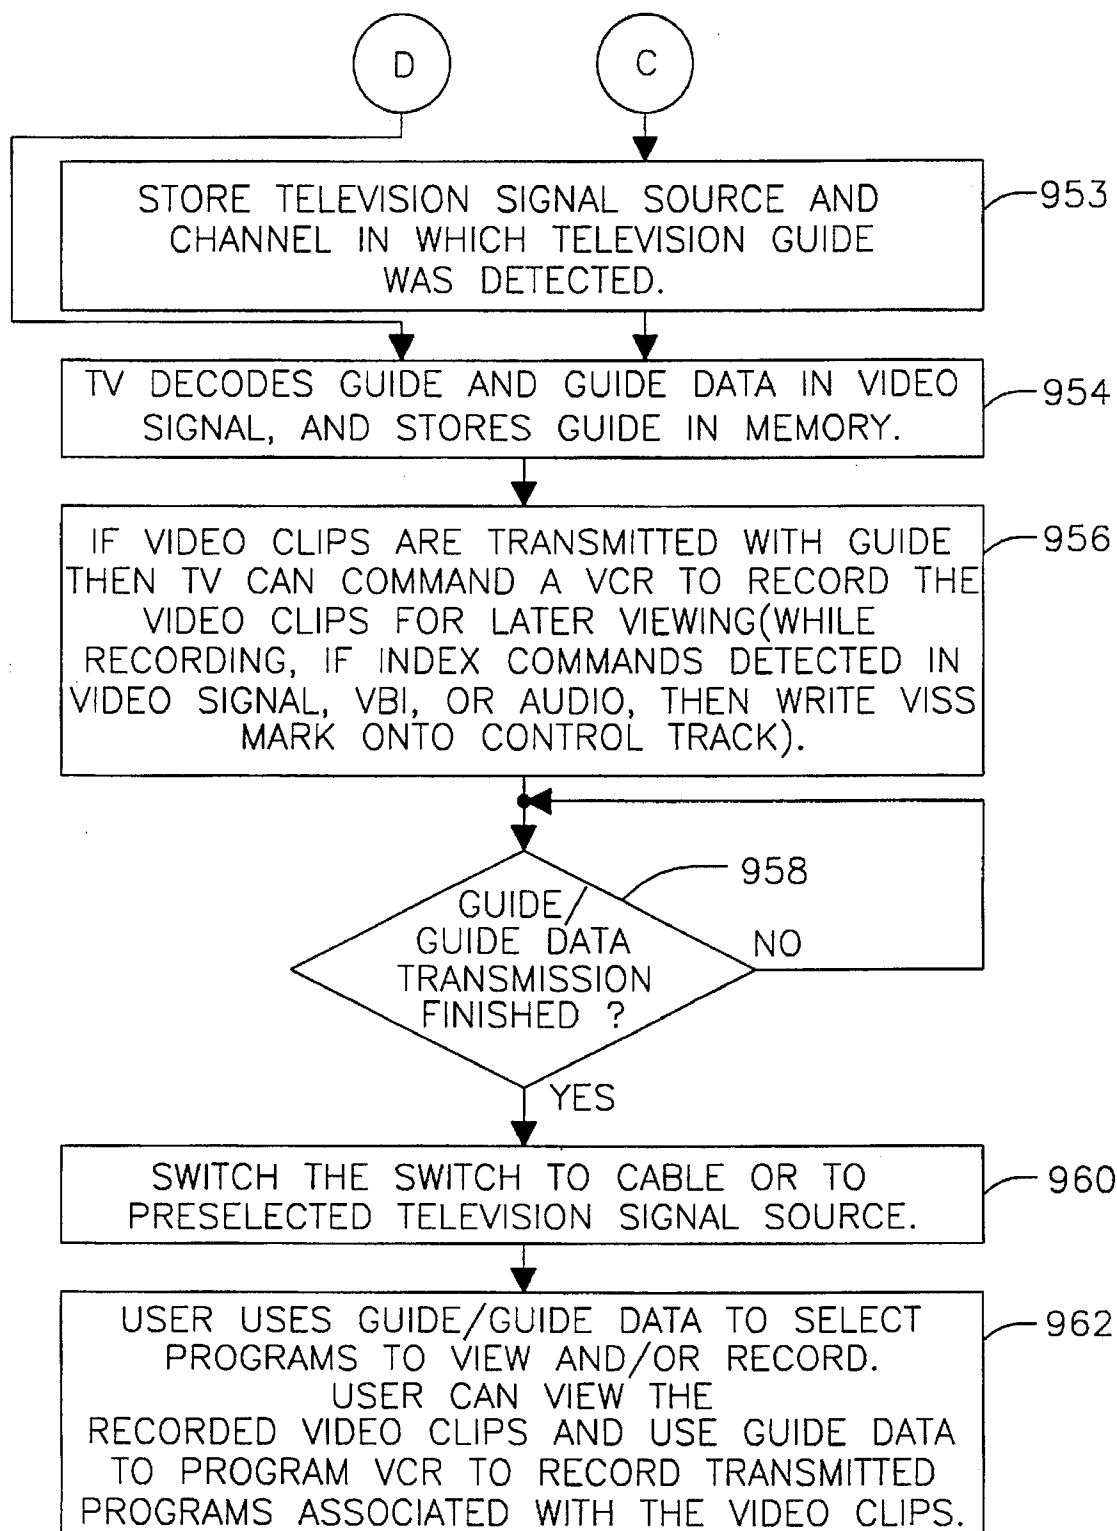 D
C
STORE TELEVISION SIGNAL SOURCE AND
CHANNEL IN WHICH TELEVISION GUIDE
WAS DETECTED.
953
TV DECODES GUIDE AND GUIDE DATA IN VIDEO
SIGNAL, AND STORES GUIDE IN MEMORY.
954
IF VIDEO CLIPS ARE TRANSMITTED WITH GUIDE
THEN TV CAN COMMAND A VCR TO RECORD THE
VIDEO CLIPS FOR LATER VIEWING(WHILE
RECORDING, IF INDEX COMMANDS DETECTED IN
VIDEO SIGNAL, VBI, OR AUDIO, THEN WRITE VISS
MARK ONTO CONTROL TRACK).
956
GUIDE/
GUIDE DATA
TRANSMISSION
FINISHED ?
958
NO
YES
SWITCH THE SWITCH TO CABLE OR TO
PRESELECTED TELEVISION SIGNAL SOURCE.
960
USER USES GUIDE/GUIDE DATA TO SELECT
PROGRAMS TO VIEW AND/OR RECORD.
USER CAN VIEW THE
RECORDED VIDEO CLIPS AND USE GUIDE DATA
TO PROGRAM VCR TO RECORD TRANSMITTED
PROGRAMS ASSOCIATED WITH THE VIDEO CLIPS.
962